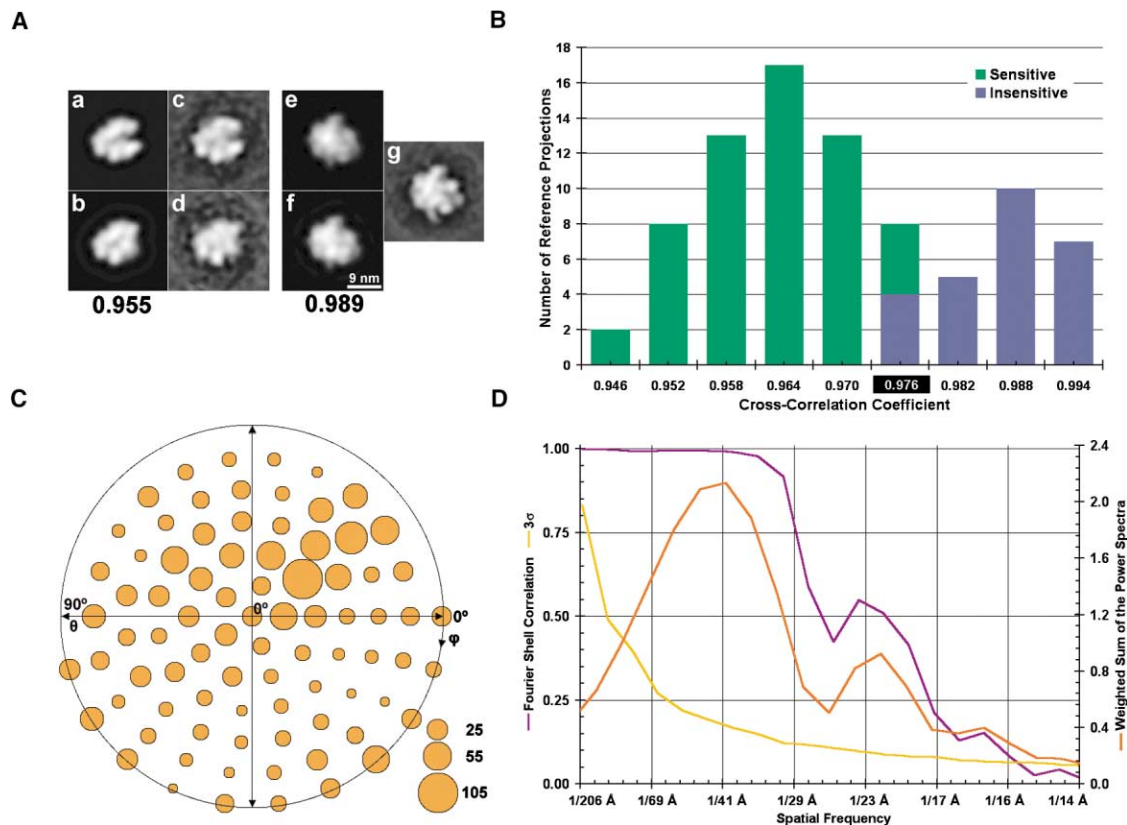 A
a
c
e
g
b
d
f
9 nm
0.955
0.989
B
18
16
14
12
10
8
6
4
2
0
Number of Reference Projections
Sensitive
Insensitive
0.946 0.952 0.958 0.964 0.970 0.976 0.982 0.988 0.994
Cross-Correlation Coefficient
C
90º
θ
0º
0º
φ
25
55
105
D
1.00
0.75
0.50
0.25
0.00
Fourier Shell Correlation
3σ
2.4
2.0
1.6
1.2
0.8
0.4
0.0
Weighted Sum of the Power Spectra
1/206 Å 1/69 Å 1/41 Å 1/29 Å 1/23 Å 1/17 Å 1/16 Å 1/14 Å
Spatial Frequency